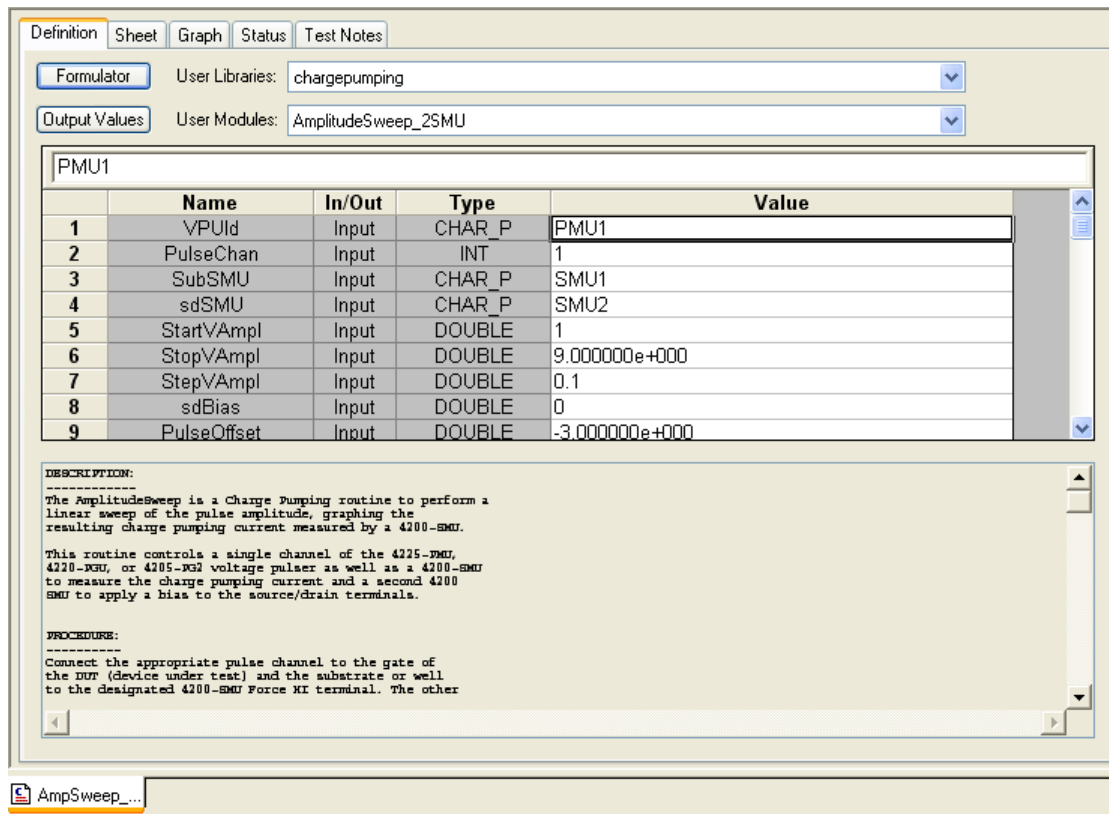 Definition Sheet Graph Status Test Notes
Formulator User Libraries: chargepumping
Output Values User Modules: AmplitudeSweep_2SMU
PMU1
Name In/Out Type Value
1 VPUId Input CHAR_P PMU1
2 PulseChan Input INT 1
3 SubSMU Input CHAR_P SMU1
4 sdSMU Input CHAR_P SMU2
5 StartVAmpl Input DOUBLE 1
6 StopVAmpl Input DOUBLE 9.000000e+000
7 StepVAmpl Input DOUBLE 0.1
8 sdBias Input DOUBLE 0
9 PulseOffset Input DOUBLE -3.000000e+000
DESCRIPTION:
------------
The AmplitudeSweep is a Charge Pumping routine to perform a
linear sweep of the pulse amplitude, graphing the
resulting charge pumping current measured by a 4200-SMU.
This routine controls a single channel of the 4225-PMU,
4220-PGU, or 4205-PG2 voltage pulser as well as a 4200-SMU
to measure the charge pumping current and a second 4200
SMU to apply a bias to the source/drain terminals.
PROCEDURE:
----------
Connect the appropriate pulse channel to the gate of
the DUT (device under test) and the substrate or well
to the designated 4200-SMU Force HI terminal. The other
AmpSweep_...